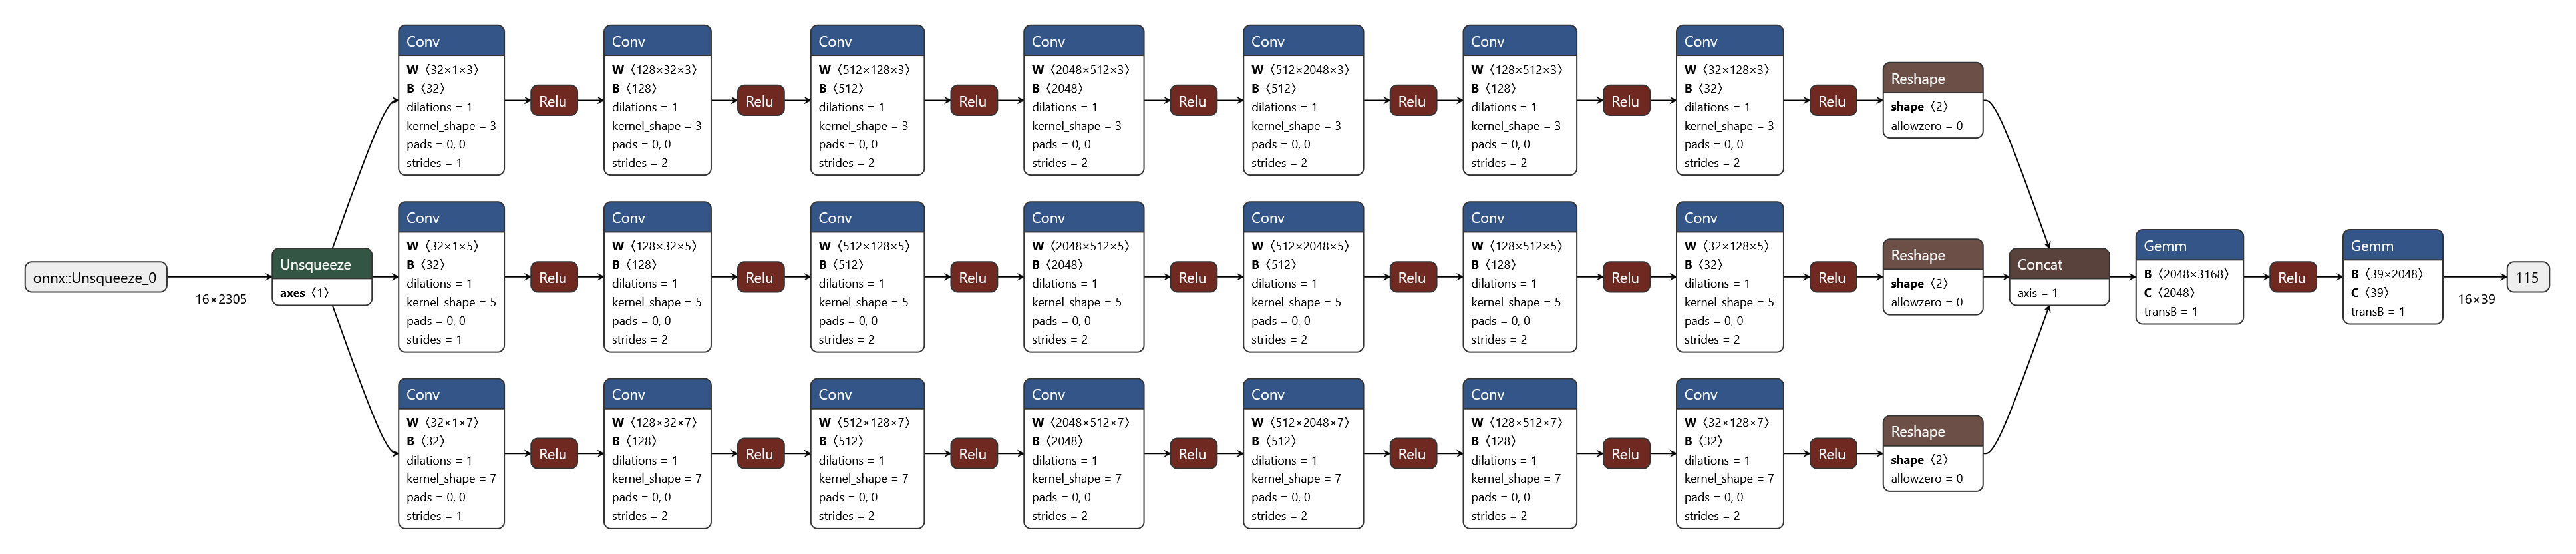 onnx::Unsqueeze_0
16×2305
Unsqueeze
axes ⟨1⟩
Conv
W ⟨32×1×3⟩
B ⟨32⟩
dilations = 1
kernel_shape = 3
pads = 0, 0
strides = 1
Relu
Conv
W ⟨128×32×3⟩
B ⟨128⟩
dilations = 1
kernel_shape = 3
pads = 0, 0
strides = 2
Relu
Conv
W ⟨512×128×3⟩
B ⟨512⟩
dilations = 1
kernel_shape = 3
pads = 0, 0
strides = 2
Relu
Conv
W ⟨2048×512×3⟩
B ⟨2048⟩
dilations = 1
kernel_shape = 3
pads = 0, 0
strides = 2
Relu
Conv
W ⟨512×2048×3⟩
B ⟨512⟩
dilations = 1
kernel_shape = 3
pads = 0, 0
strides = 2
Relu
Conv
W ⟨128×512×3⟩
B ⟨128⟩
dilations = 1
kernel_shape = 3
pads = 0, 0
strides = 2
Relu
Conv
W ⟨32×128×3⟩
B ⟨32⟩
dilations = 1
kernel_shape = 3
pads = 0, 0
strides = 2
Relu
Reshape
shape ⟨2⟩
allowzero = 0
Conv
W ⟨32×1×5⟩
B ⟨32⟩
dilations = 1
kernel_shape = 5
pads = 0, 0
strides = 1
Relu
Conv
W ⟨128×32×5⟩
B ⟨128⟩
dilations = 1
kernel_shape = 5
pads = 0, 0
strides = 2
Relu
Conv
W ⟨512×128×5⟩
B ⟨512⟩
dilations = 1
kernel_shape = 5
pads = 0, 0
strides = 2
Relu
Conv
W ⟨2048×512×5⟩
B ⟨2048⟩
dilations = 1
kernel_shape = 5
pads = 0, 0
strides = 2
Relu
Conv
W ⟨512×2048×5⟩
B ⟨512⟩
dilations = 1
kernel_shape = 5
pads = 0, 0
strides = 2
Relu
Conv
W ⟨128×512×5⟩
B ⟨128⟩
dilations = 1
kernel_shape = 5
pads = 0, 0
strides = 2
Relu
Conv
W ⟨32×128×5⟩
B ⟨32⟩
dilations = 1
kernel_shape = 5
pads = 0, 0
strides = 2
Relu
Reshape
shape ⟨2⟩
allowzero = 0
Conv
W ⟨32×1×7⟩
B ⟨32⟩
dilations = 1
kernel_shape = 7
pads = 0, 0
strides = 1
Relu
Conv
W ⟨128×32×7⟩
B ⟨128⟩
dilations = 1
kernel_shape = 7
pads = 0, 0
strides = 2
Relu
Conv
W ⟨512×128×7⟩
B ⟨512⟩
dilations = 1
kernel_shape = 7
pads = 0, 0
strides = 2
Relu
Conv
W ⟨2048×512×7⟩
B ⟨2048⟩
dilations = 1
kernel_shape = 7
pads = 0, 0
strides = 2
Relu
Conv
W ⟨512×2048×7⟩
B ⟨512⟩
dilations = 1
kernel_shape = 7
pads = 0, 0
strides = 2
Relu
Conv
W ⟨128×512×7⟩
B ⟨128⟩
dilations = 1
kernel_shape = 7
pads = 0, 0
strides = 2
Relu
Conv
W ⟨32×128×7⟩
B ⟨32⟩
dilations = 1
kernel_shape = 7
pads = 0, 0
strides = 2
Relu
Reshape
shape ⟨2⟩
allowzero = 0
Concat
axis = 1
Gemm
B ⟨2048×3168⟩
C ⟨2048⟩
transB = 1
Relu
Gemm
B ⟨39×2048⟩
C ⟨39⟩
transB = 1
16×39
115